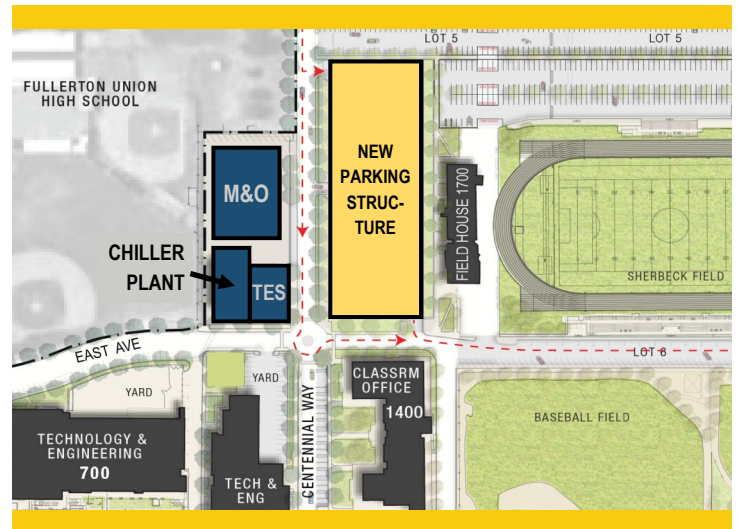 LOT 5
LOT 5
FULLERTON UNION
HIGH SCHOOL
NEW
PARKING
STRUC-
TURE
M&O
FIELD HOUSE 1700
CHILLER
PLANT
TES
SHERBECK FIELD
EAST AVE
LOT 6
YARD
YARD
CENTENNIAL WAY
CLASSRM
OFFICE
1400
BASEBALL FIELD
TECHNOLOGY &
ENGINEERING
700
TECH &
ENG